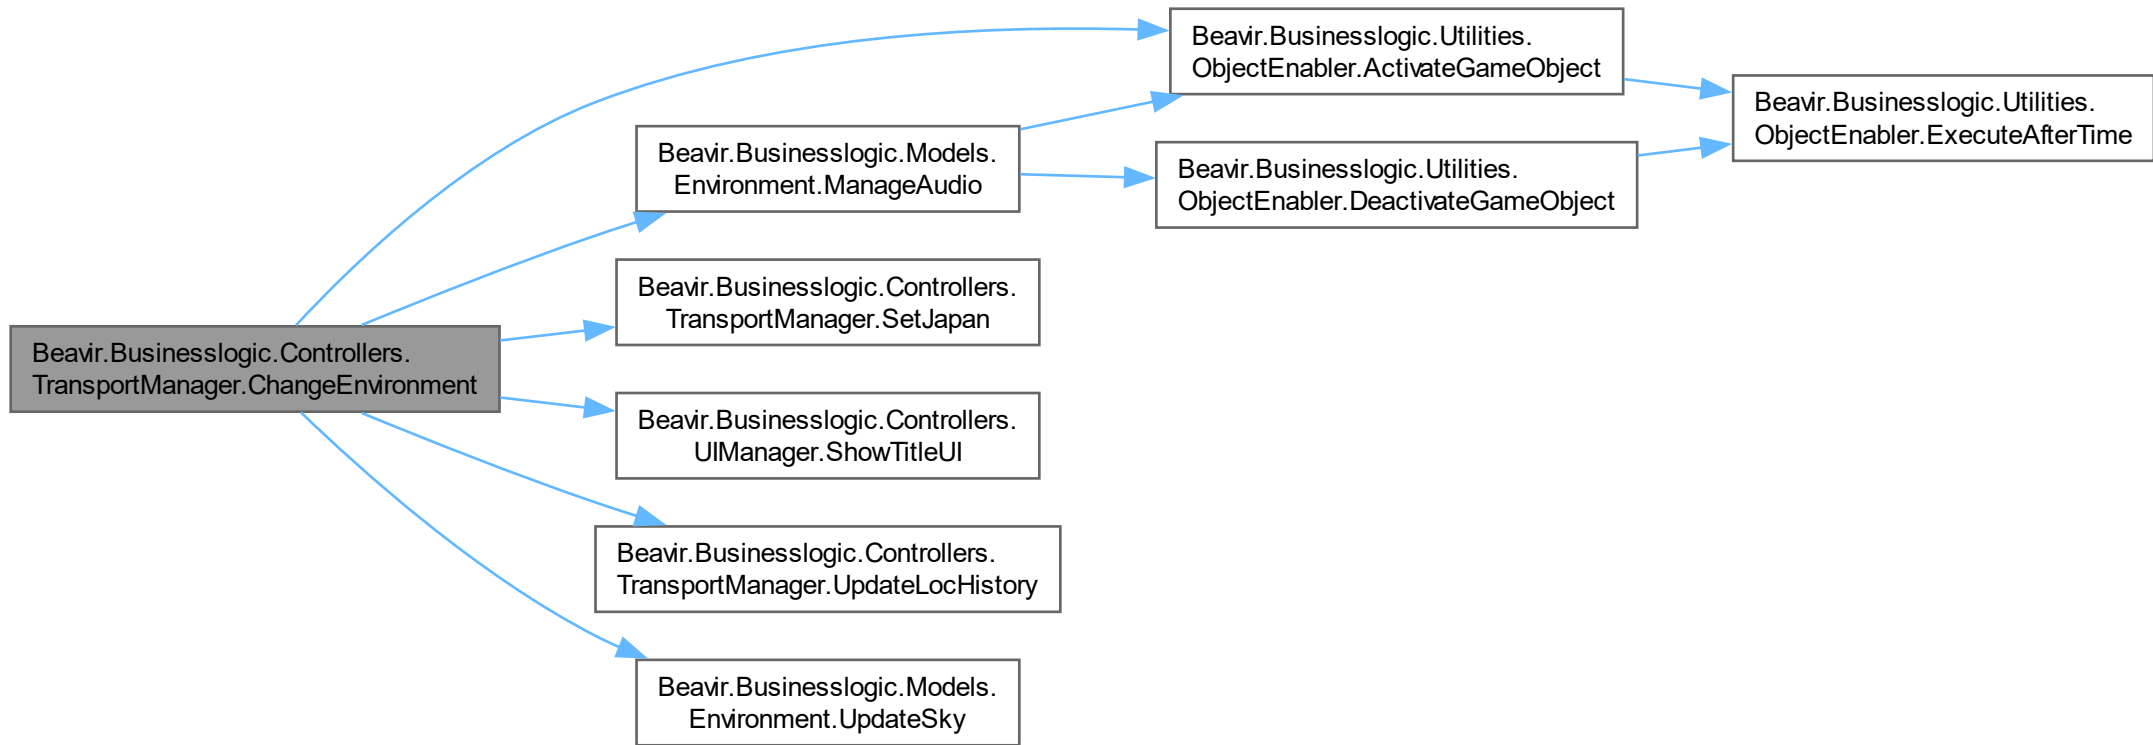 Beavir.Businesslogic.Utilities.
ObjectEnabler.ActivateGameObject
Beavir.Businesslogic.Utilities.
ObjectEnabler.ExecuteAfterTime
Beavir.Businesslogic.Models.
Environment.ManageAudio
Beavir.Businesslogic.Utilities.
ObjectEnabler.DeactivateGameObject
Beavir.Businesslogic.Controllers.
TransportManager.SetJapan
Beavir.Businesslogic.Controllers.
TransportManager.ChangeEnvironment
Beavir.Businesslogic.Controllers.
UIManager.ShowTitleUI
Beavir.Businesslogic.Controllers.
TransportManager.UpdateLocHistory
Beavir.Businesslogic.Models.
Environment.UpdateSky